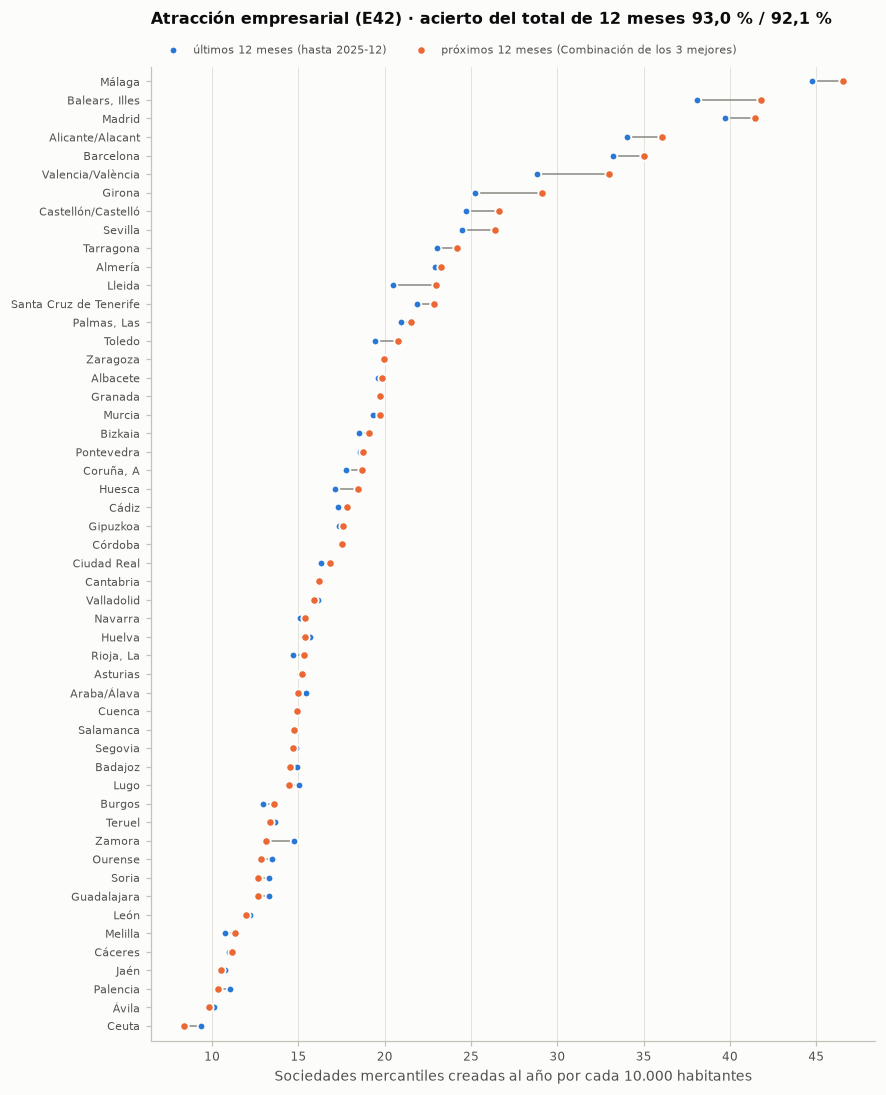 Atracción empresarial (E42) · acierto del total de 12 meses 93,0 % / 92,1 %
últimos 12 meses (hasta 2025-12)
próximos 12 meses (Combinación de los 3 mejores)
Málaga
Balears, Illes
Madrid
Alicante/Alacant
Barcelona
Valencia/València
Girona
Castellón/Castelló
Sevilla
Tarragona
Almería
Lleida
Santa Cruz de Tenerife
Palmas, Las
Toledo
Zaragoza
Albacete
Granada
Murcia
Bizkaia
Pontevedra
Coruña, A
Huesca
Cádiz
Gipuzkoa
Córdoba
Ciudad Real
Cantabria
Valladolid
Navarra
Huelva
Rioja, La
Asturias
Araba/Álava
Cuenca
Salamanca
Segovia
Badajoz
Lugo
Burgos
Teruel
Zamora
Ourense
Soria
Guadalajara
León
Melilla
Cáceres
Jaén
Palencia
Ávila
Ceuta
10 15 20 25 30 35 40 45
Sociedades mercantiles creadas al año por cada 10.000 habitantes